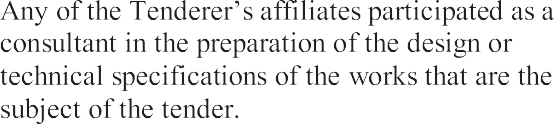 Any of the Tenderer’s affiliates participated as a
consultant in the preparation of the design or
technical specifications of the works that are the
subject of the tender.